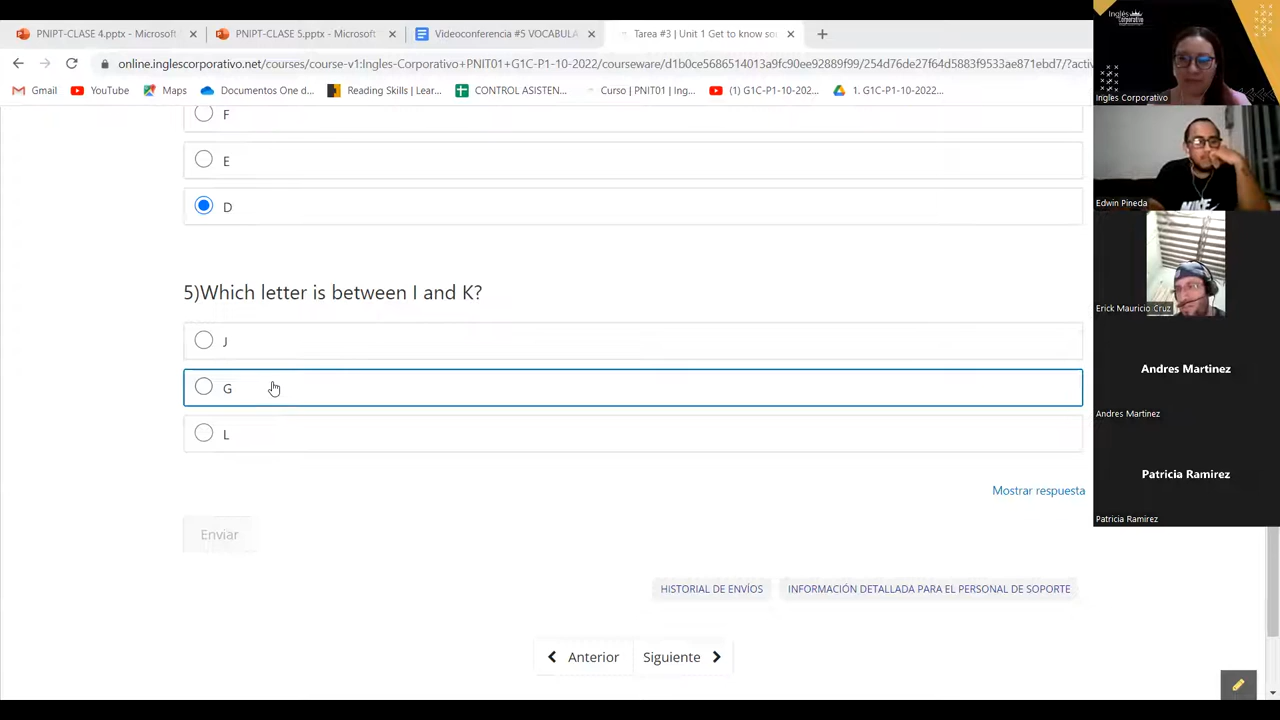 PNIPT-CLASE 4.pptx - Microsoft
PNIPT-CLASE 5.pptx - Microsoft
Videoconferencia #5 VOCABULA
Tarea #3 | Unit 1 Get to know so
online.inglescorporativo.net/courses/course-v1:Ingles-Corporativo+PNIT01+G1C-P1-10-2022/courseware/d1b0ce5686514013a9fc90ee92889f99/254d76de27f64d5883f9533ae871ebd7/?acti
Gmail
YouTube
Maps
Documentos One d...
Reading Skills | Lear...
CONTROL ASISTEN...
Curso | PNIT01 | Ing...
(1) G1C-P1-10-202...
1. G1C-P1-10-2022...
F
E
D
5)Which letter is between I and K?
J
G
L
Mostrar respuesta
Enviar
HISTORIAL DE ENVÍOS
INFORMACIÓN DETALLADA PARA EL PERSONAL DE SOPORTE
Anterior
Siguiente
Inglés
Corporativo
Ingles Corporativo
NIKE
Edwin Pineda
Erick Mauricio Cruz
Andres Martinez
Andres Martinez
Patricia Ramirez
Patricia Ramirez